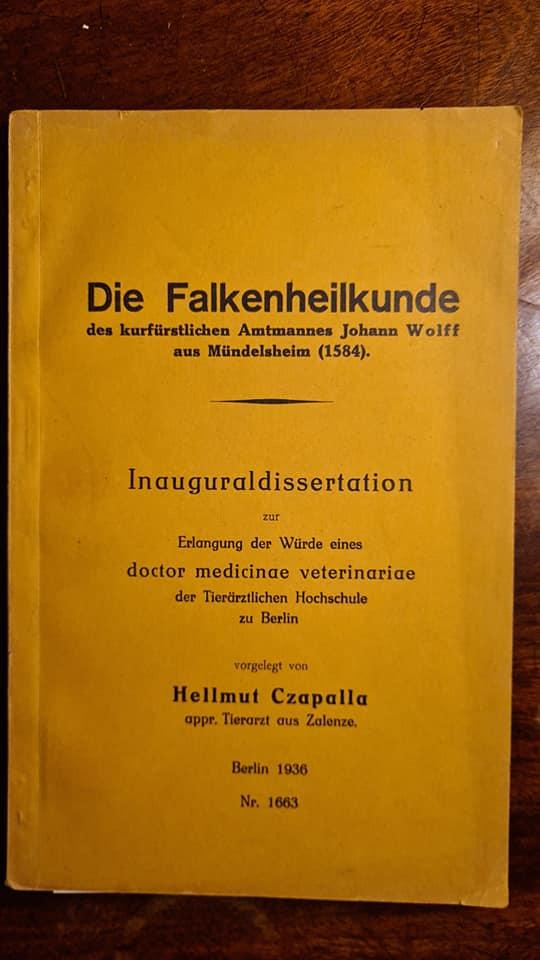 Die Falkenheilkunde
des kurfürstlichen Amtmannes Johann Wolff
aus Mündelsheim (1584).
Inauguraldissertation
zur
Erlangung der Würde eines
doctor medicinae veterinariae
der Tierärztlichen Hochschule
zu Berlin
vorgelegt von
Hellmut Czapalla
appr. Tierarzt aus Zalenze.
Berlin 1936
Nr. 1663